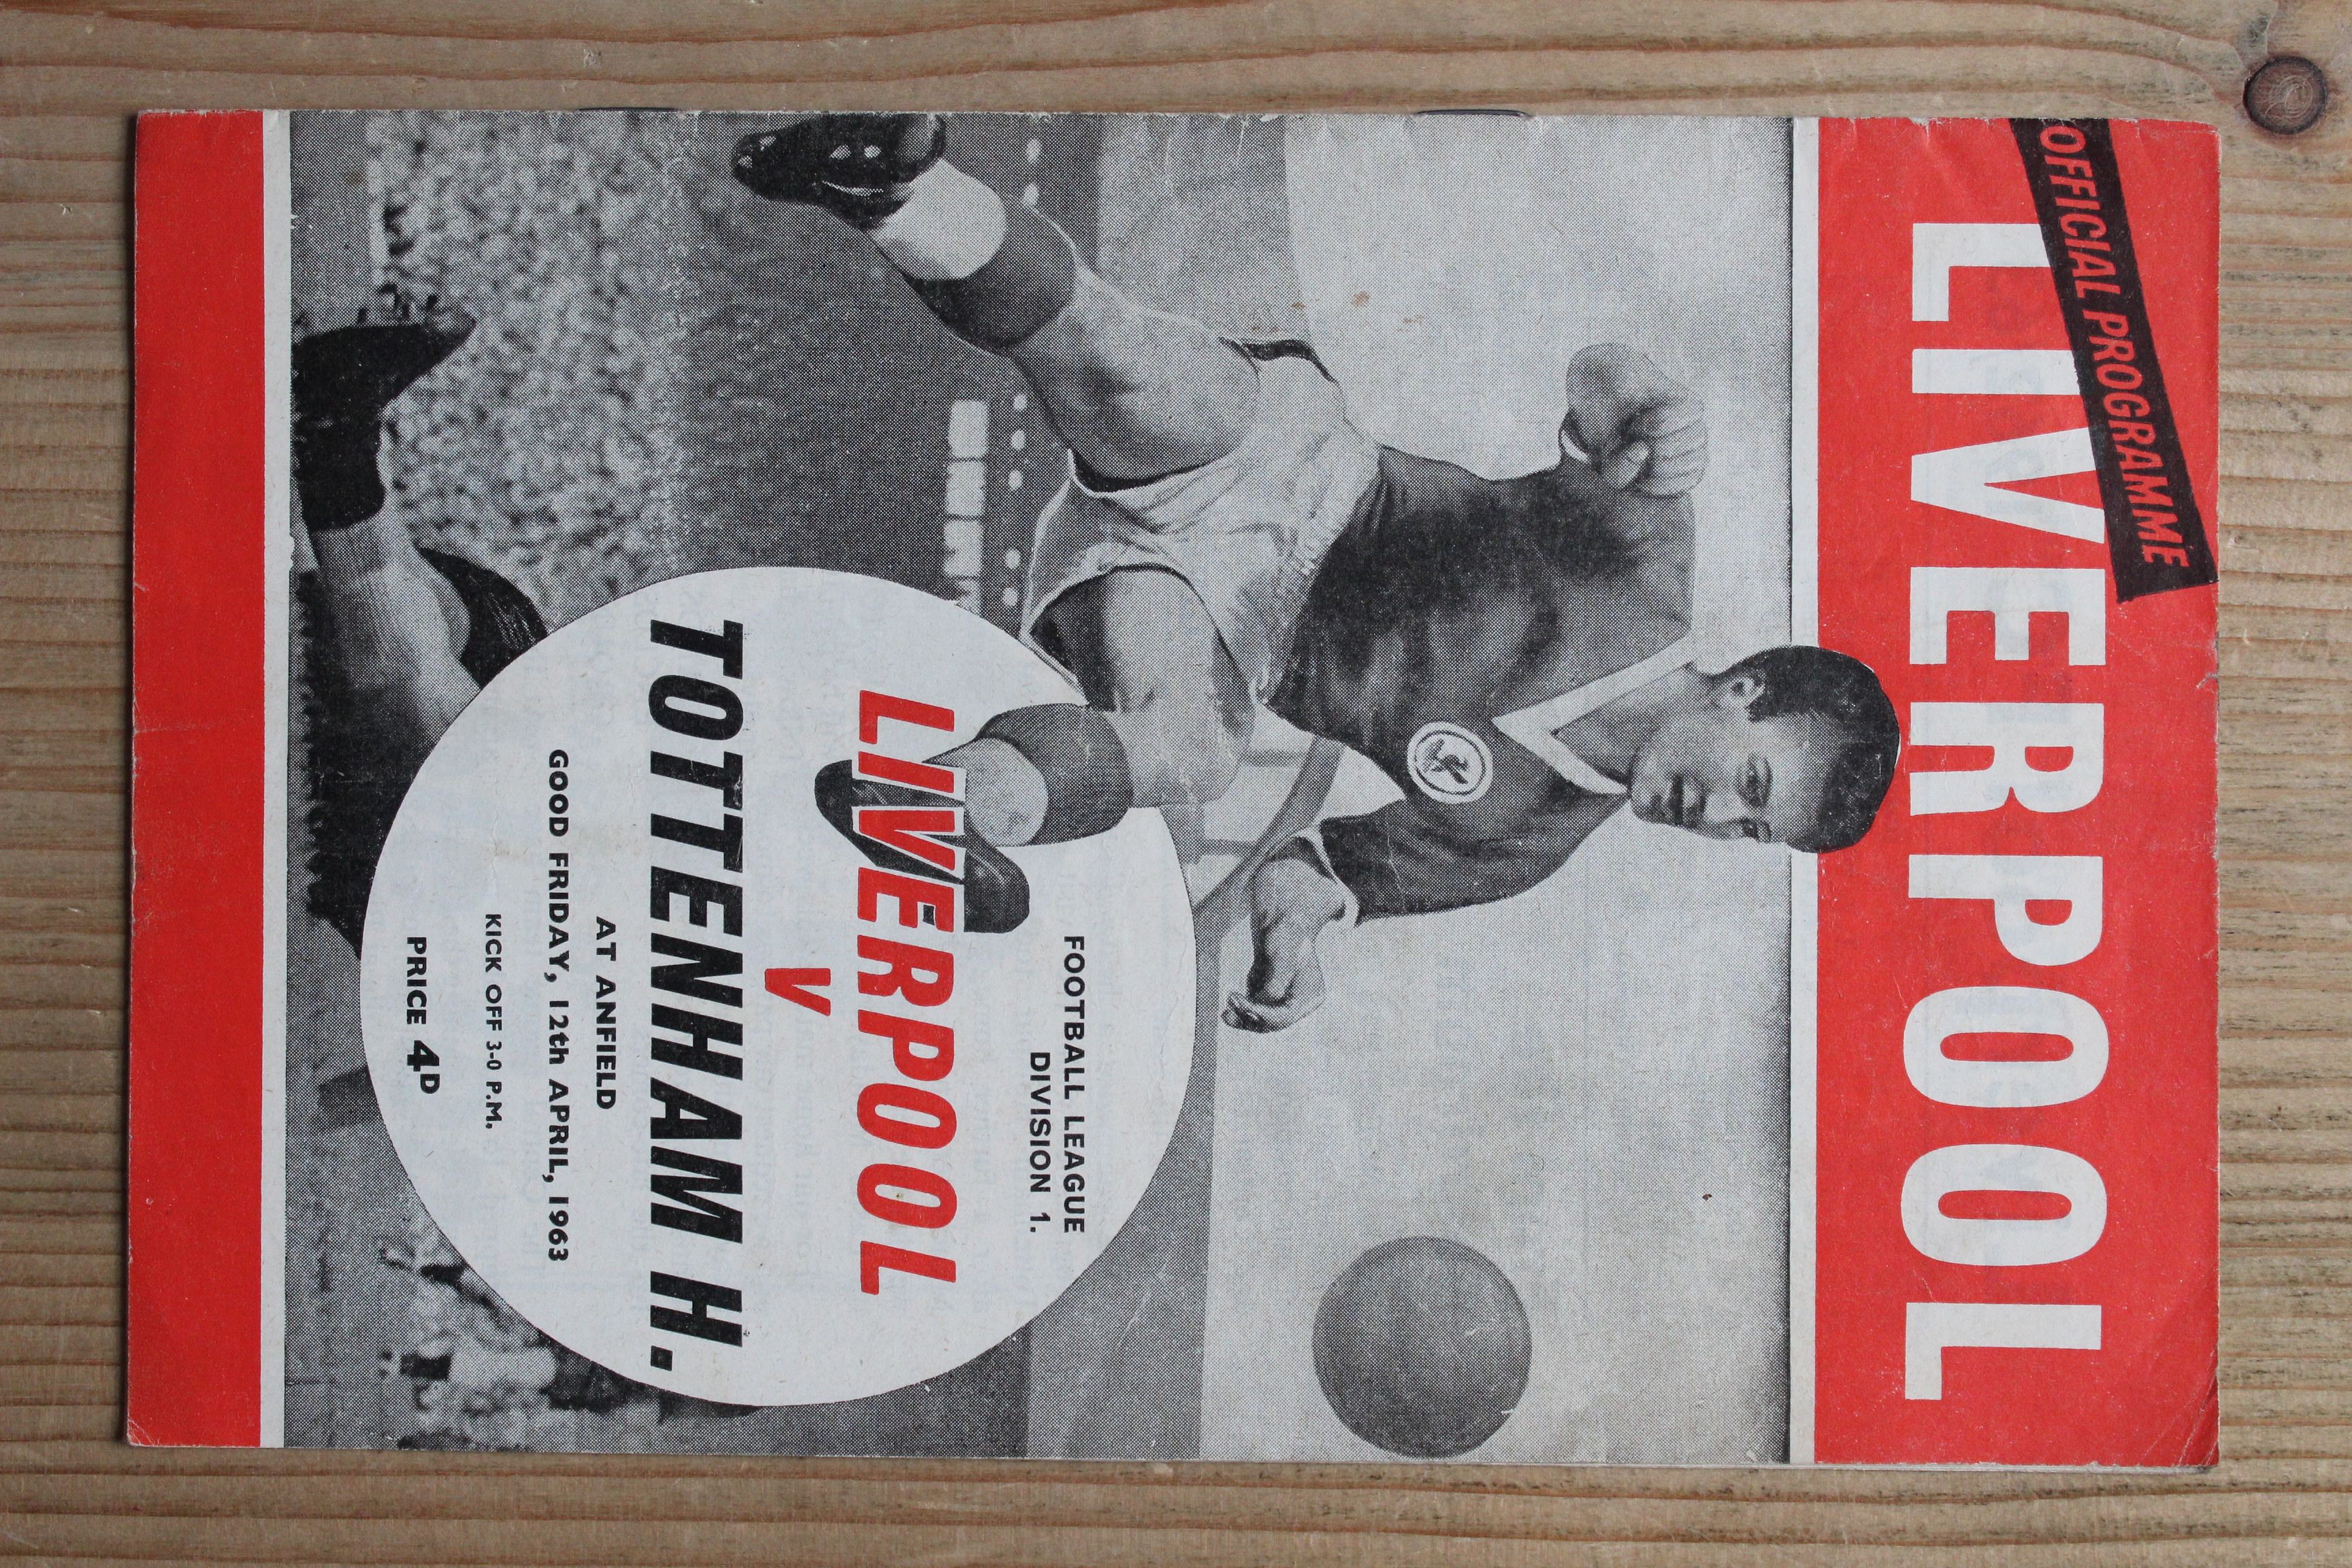 OFFICIAL PROGRAMME
LIVERPOOL
FOOTBALL LEAGUE
DIVISION 1.
LIVERPOOL
V
TOTTENHAM H.
AT ANFIELD
GOOD FRIDAY, 12th APRIL, 1963
KICK OFF 3-0 P.M.
PRICE 4D